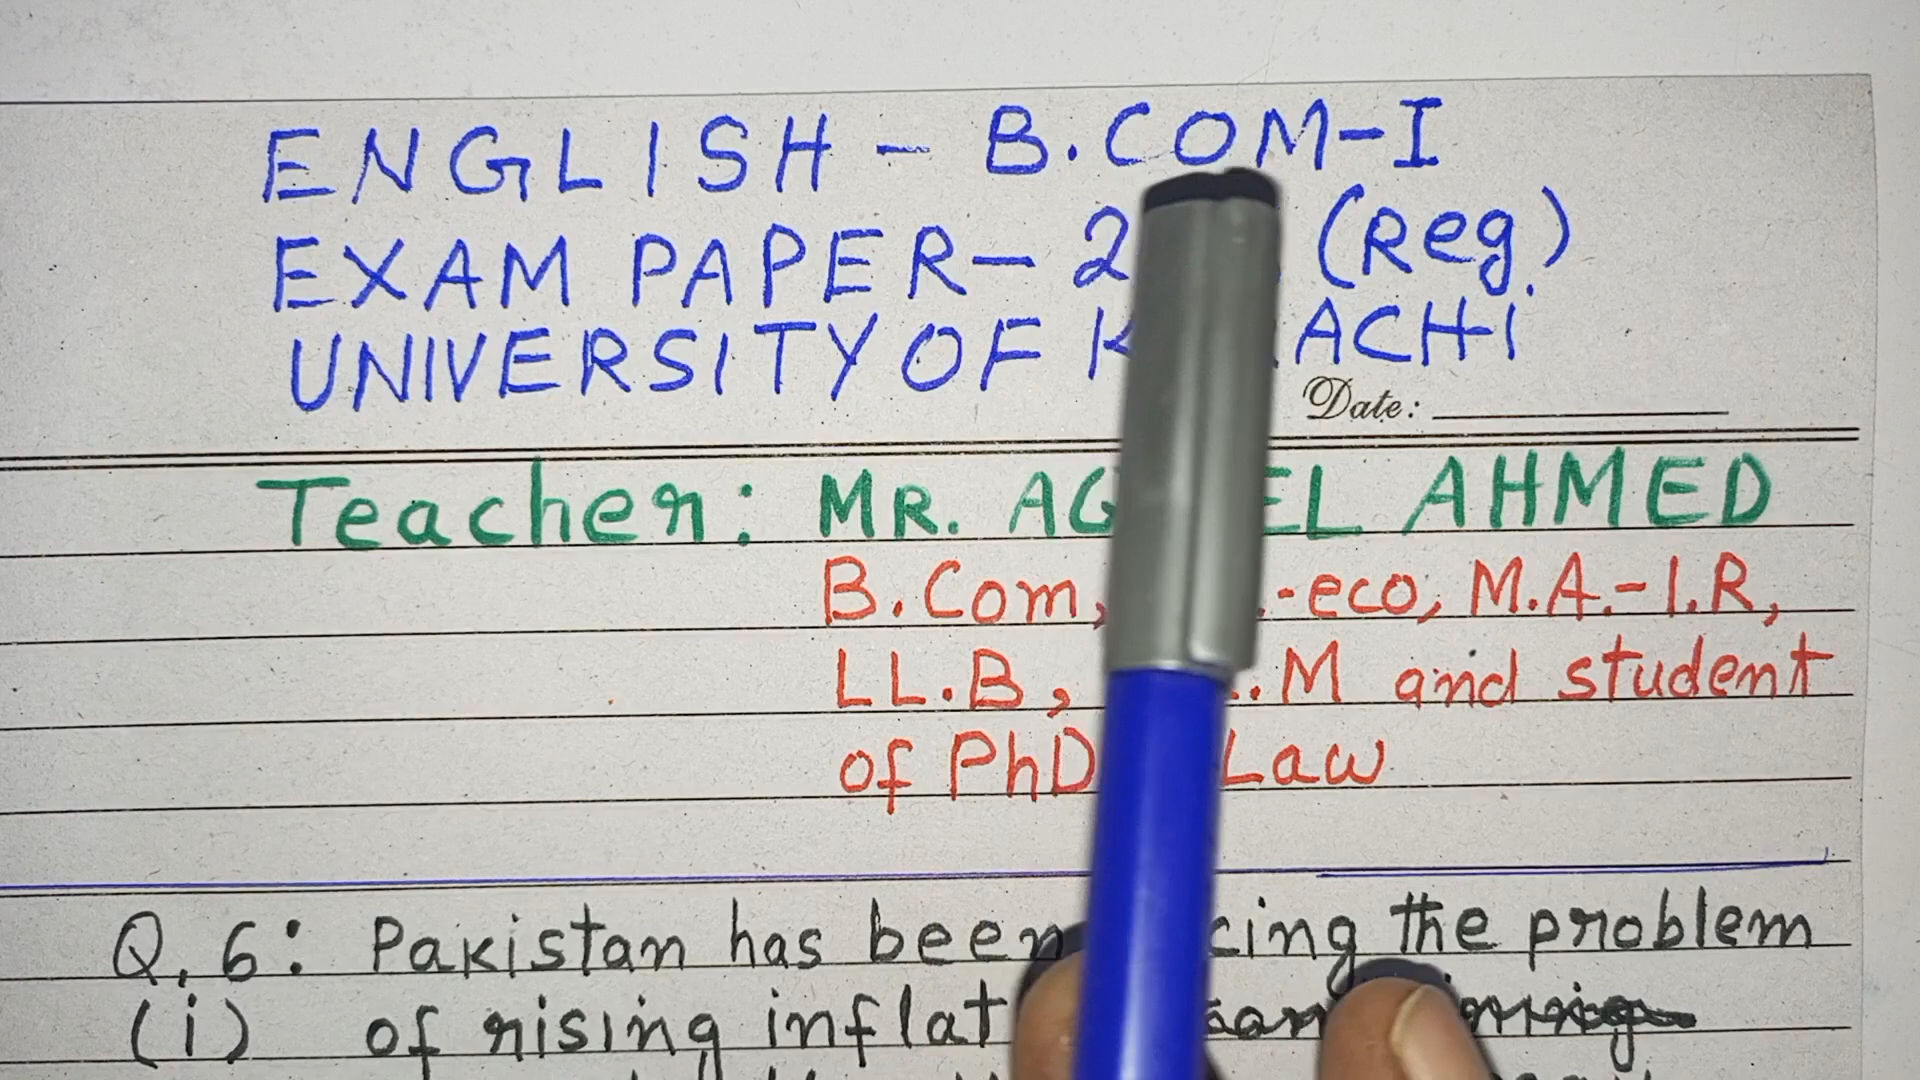 ENGLISH - B.COM-I
EXAM PAPER- (Reg)
UNIVERSITY OF
Date:
Teacher: MR. AHMED
B.Com, -eco, M.A.-I.R,
LL.B, and student
of PhD Law
Q.6: Pakistan has been the problem
(i) of rising